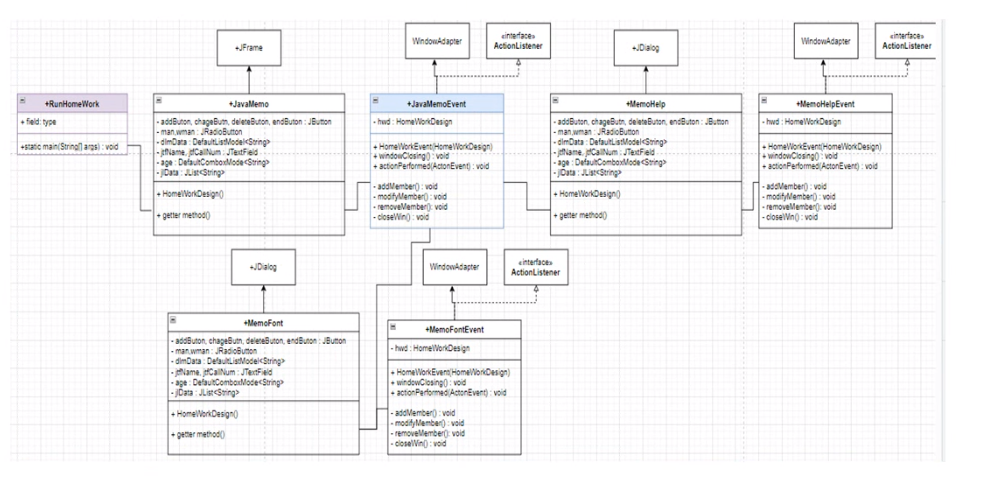 +JFrame
WindowAdapter
«interface»
ActionListener
+JDialog
WindowAdapter
«interface»
ActionListener
+RunHomeWork
+ field: type
+static main(String[] args) : void
+JavaMemo
- addButon, chageButn, deleteButon, endButon : JButton
- man,wman : JRadioButton
- dlmData : DefaultListModel<String>
- jtfName, jtfCallNum : JTextField
- age : DefaultComboxMode<String>
- jlData : JList<String>
+ HomeWorkDesign()
+ getter method()
+JavaMemoEvent
- hwd : HomeWorkDesign
+ HomeWorkEvent(HomeWorkDesign)
+ windowClosing() : void
+ actionPerformed(ActonEvent) : void
- addMember() : void
- modifyMember() : void
- removeMember() : void
- closeWin() : void
+MemoHelp
- addButon, chageButn, deleteButon, endButon : JButton
- man,wman : JRadioButton
- dlmData : DefaultListModel<String>
- jtfName, jtfCallNum : JTextField
- age : DefaultComboxMode<String>
- jlData : JList<String>
+ HomeWorkDesign()
+ getter method()
+MemoHelpEvent
- hwd : HomeWorkDesign
+ HomeWorkEvent(HomeWorkDesign)
+ windowClosing() : void
+ actionPerformed(ActonEvent) : void
- addMember() : void
- modifyMember() : void
- removeMember() : void
- closeWin() : void
+JDialog
WindowAdapter
«interface»
ActionListener
+MemoFont
- addButon, chageButn, deleteButon, endButon : JButton
- man,wman : JRadioButton
- dlmData : DefaultListModel<String>
- jtfName, jtfCallNum : JTextField
- age : DefaultComboxMode<String>
- jlData : JList<String>
+ HomeWorkDesign()
+ getter method()
+MemoFontEvent
- hwd : HomeWorkDesign
+ HomeWorkEvent(HomeWorkDesign)
+ windowClosing() : void
+ actionPerformed(ActonEvent) : void
- addMember() : void
- modifyMember() : void
- removeMember() : void
- closeWin() : void